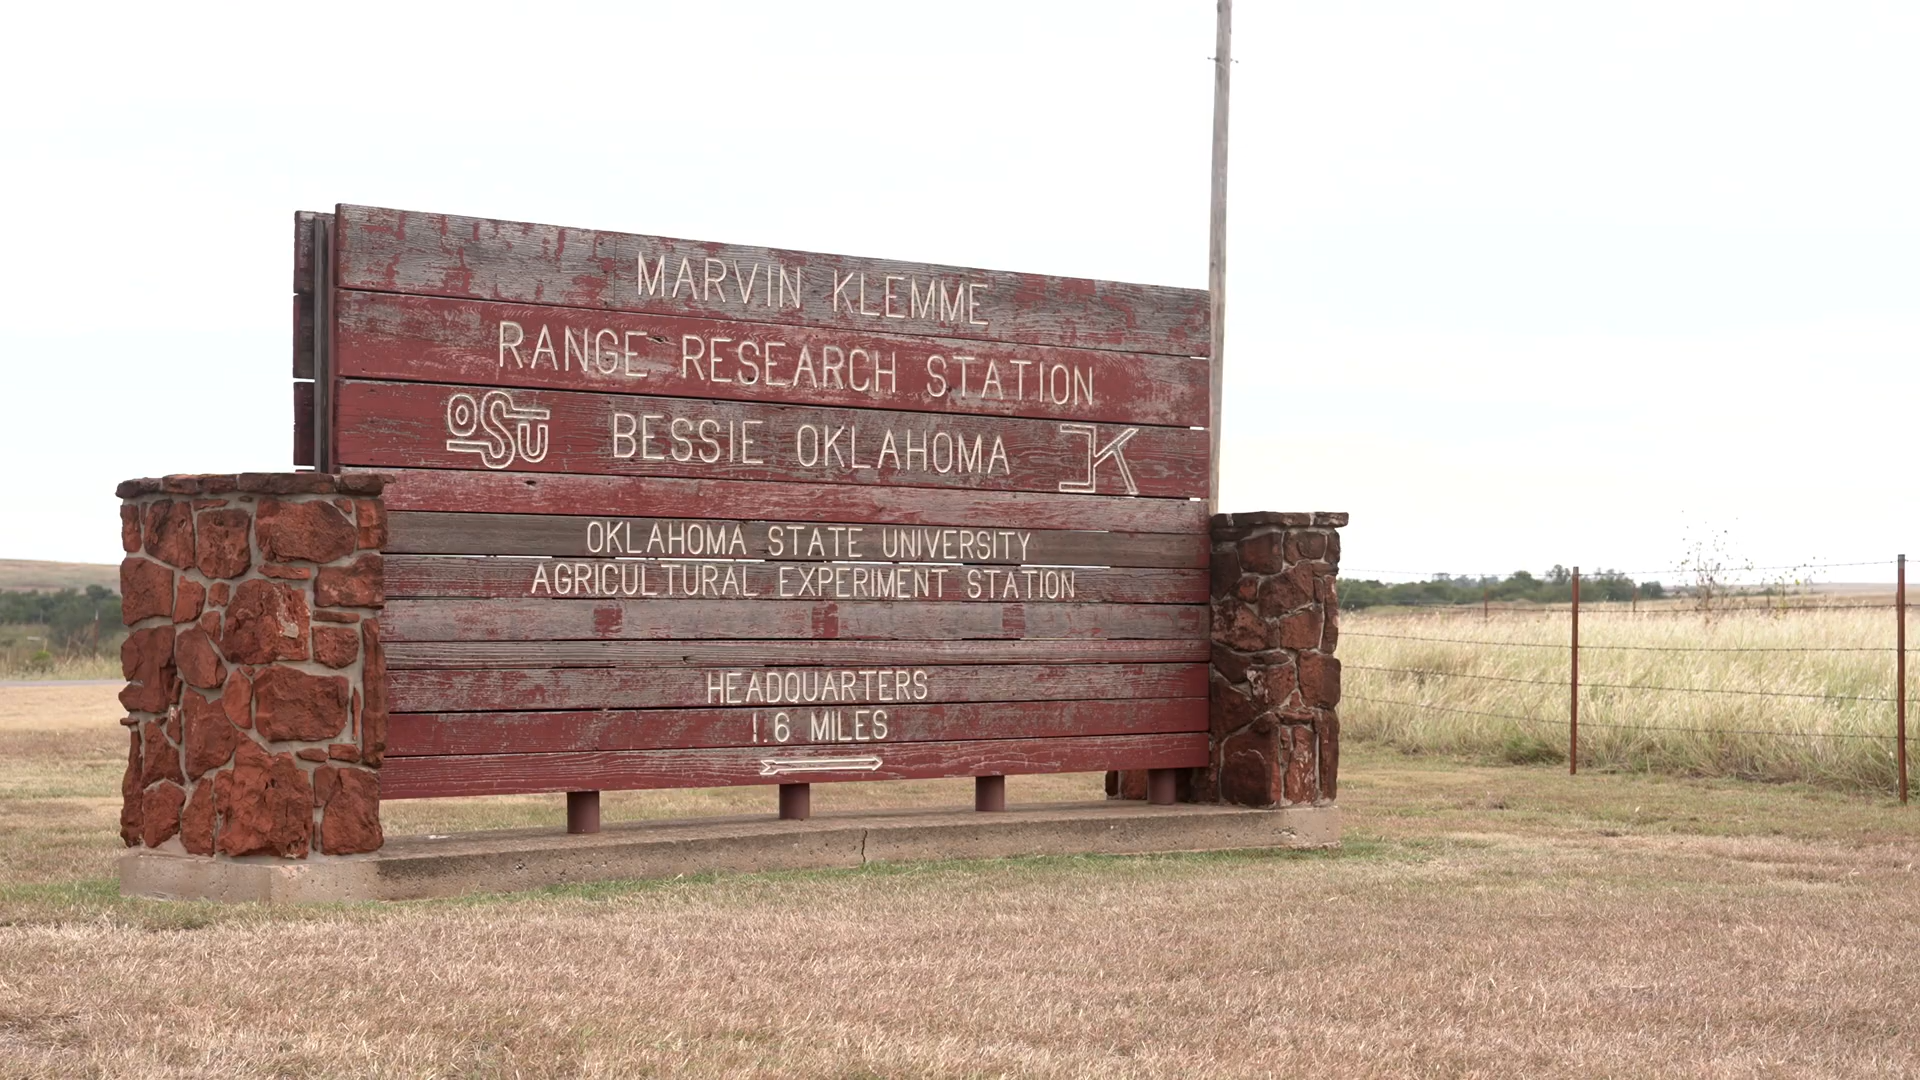 MARVIN KLEMME
RANGE RESEARCH STATION
OSU BESSIE OKLAHOMA K
OKLAHOMA STATE UNIVERSITY
AGRICULTURAL EXPERIMENT STATION
HEADQUARTERS
1.6 MILES